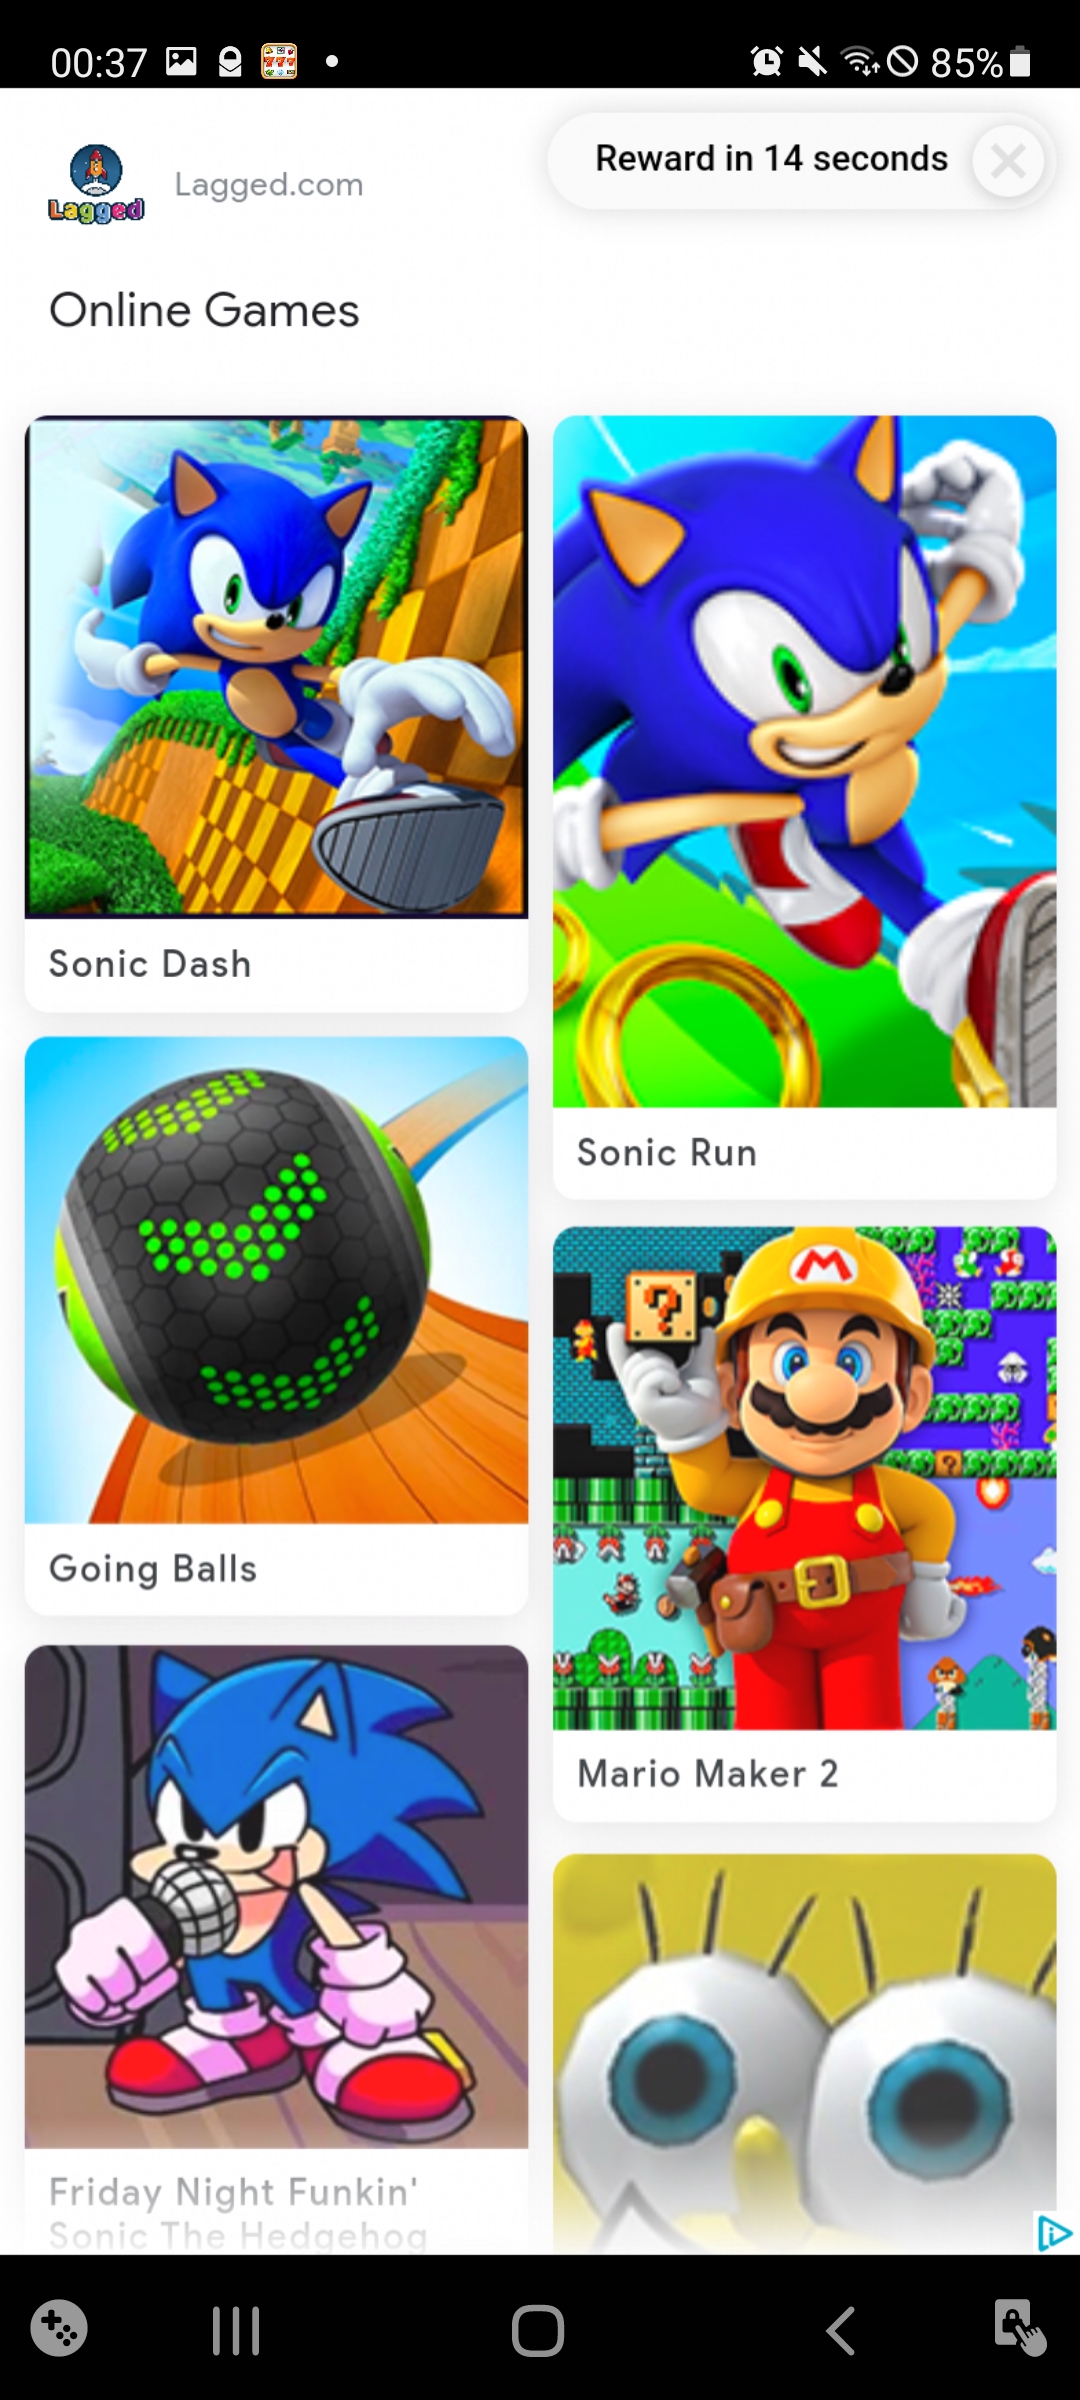 00:37
85%
Lagged
Lagged.com
Reward in 14 seconds
Online Games
Sonic Dash
Sonic Run
Going Balls
M
?
Mario Maker 2
Friday Night Funkin'
Sonic The Hedgehog